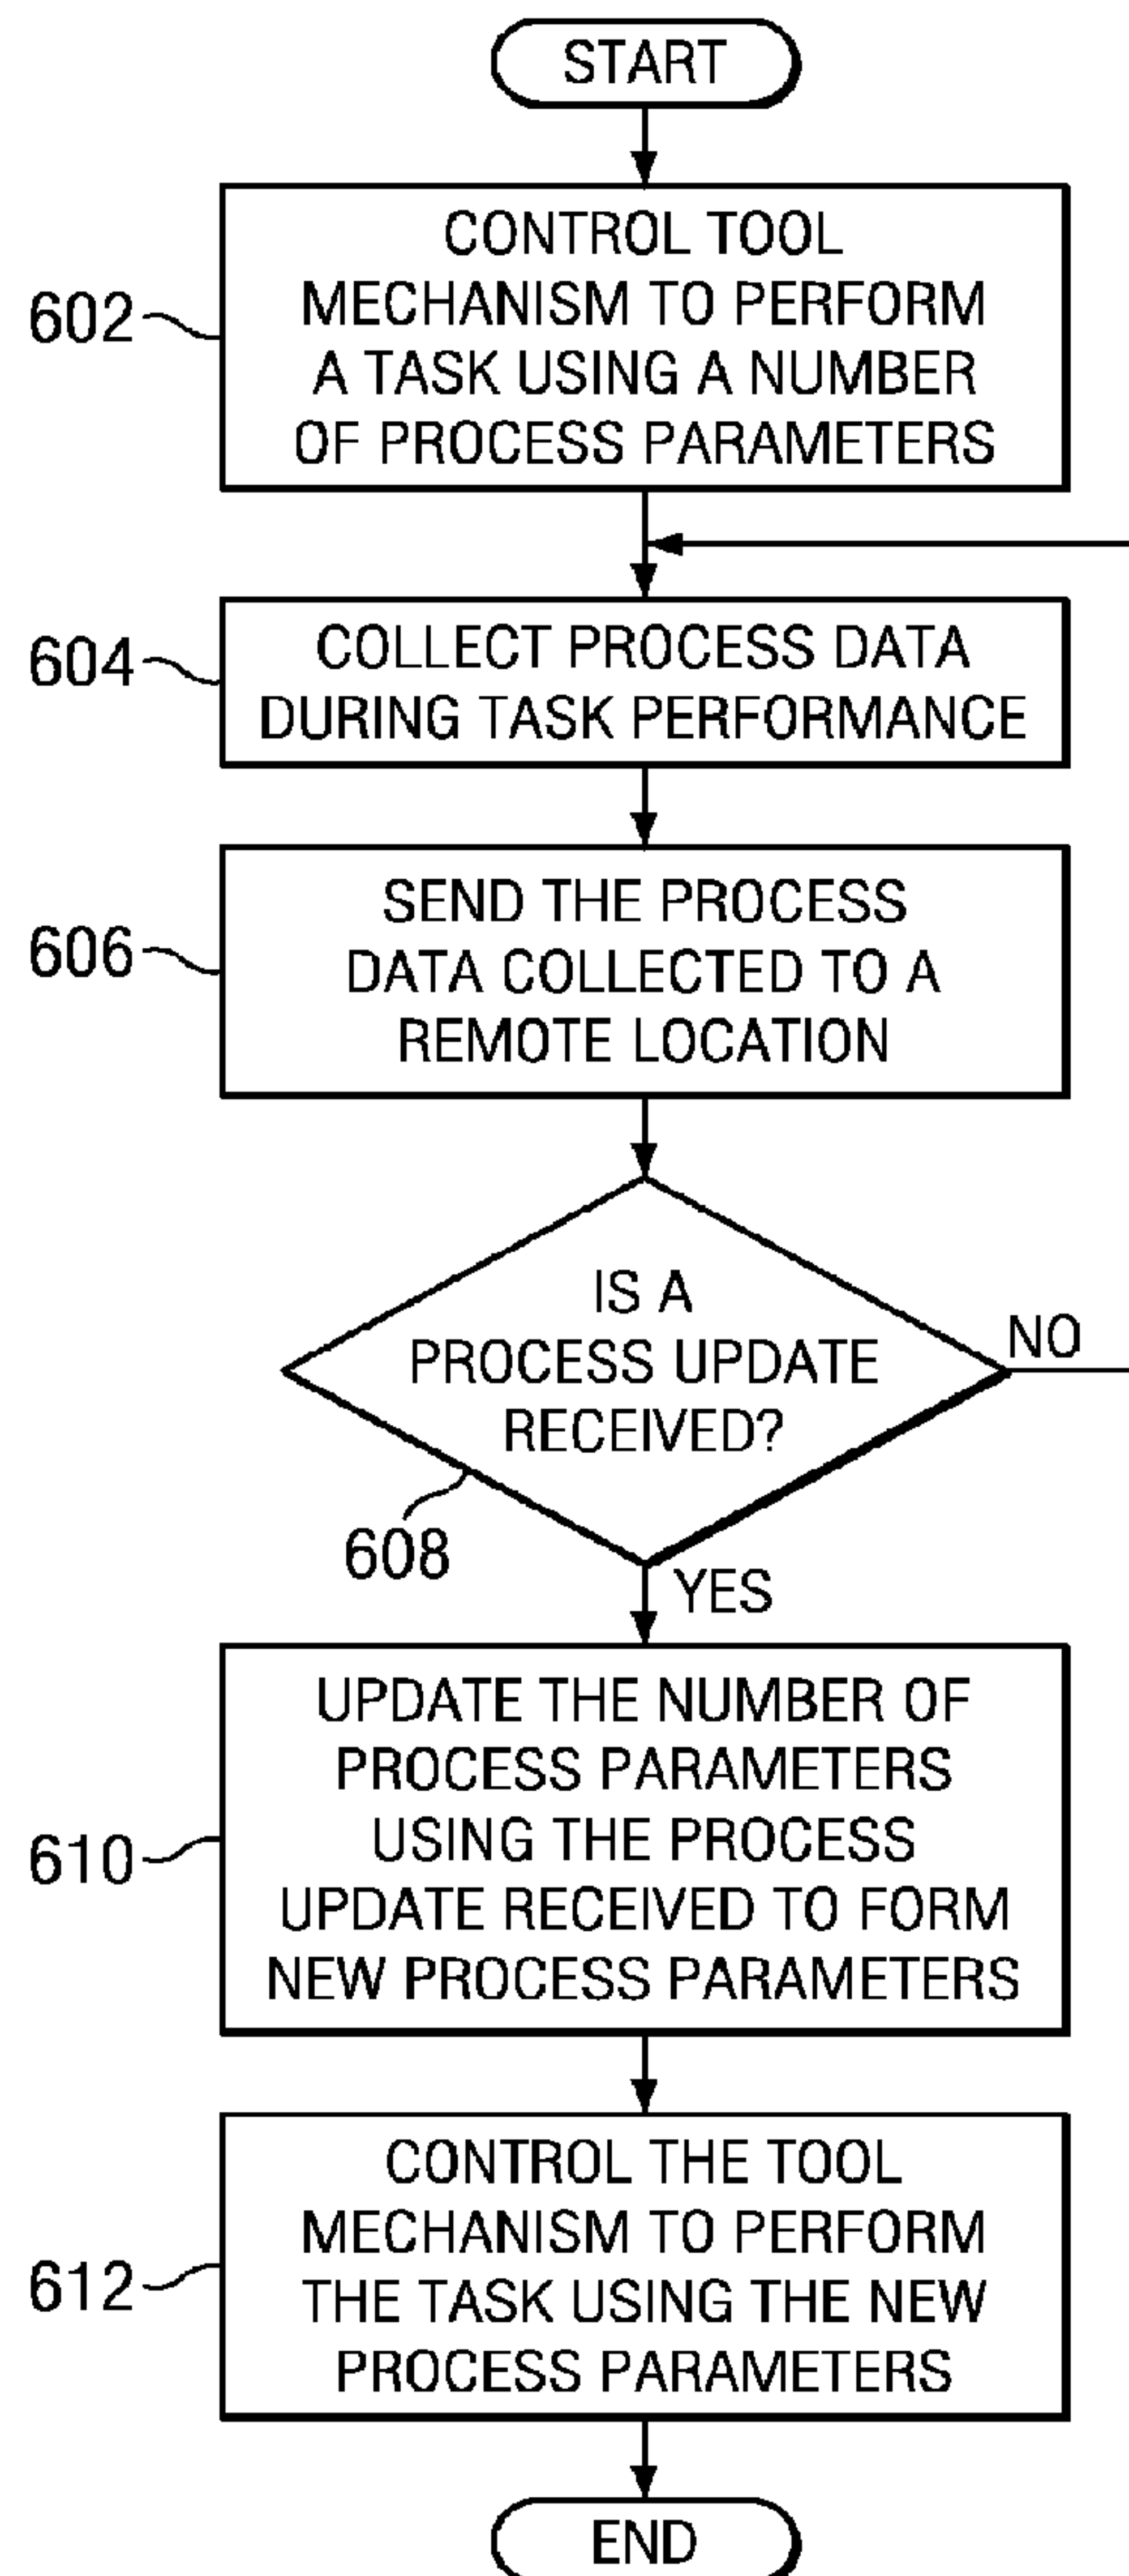 START
CONTROL TOOL
MECHANISM TO PERFORM
A TASK USING A NUMBER
OF PROCESS PARAMETERS
602
COLLECT PROCESS DATA
DURING TASK PERFORMANCE
604
SEND THE PROCESS
DATA COLLECTED TO A
REMOTE LOCATION
606
IS A
PROCESS UPDATE
RECEIVED?
NO
608
YES
UPDATE THE NUMBER OF
PROCESS PARAMETERS
USING THE PROCESS
UPDATE RECEIVED TO FORM
NEW PROCESS PARAMETERS
610
CONTROL THE TOOL
MECHANISM TO PERFORM
THE TASK USING THE NEW
PROCESS PARAMETERS
612
END